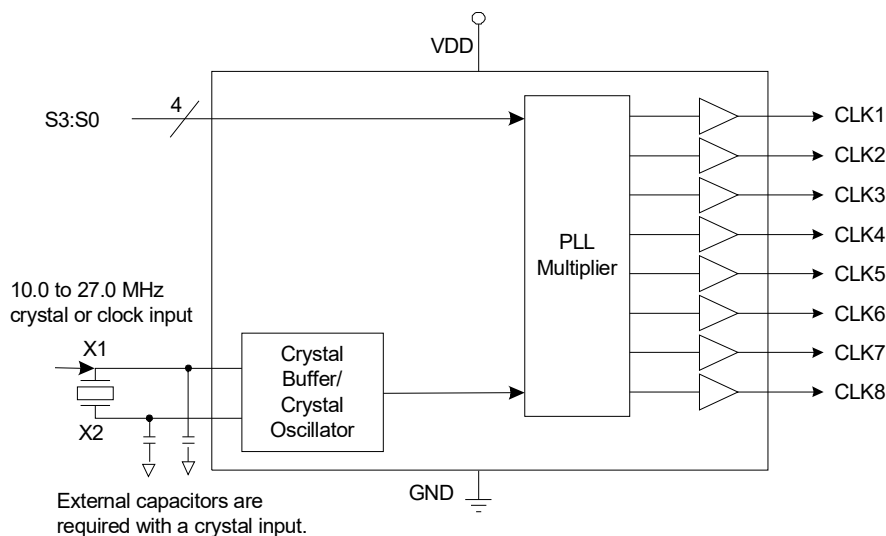 VDD
4
S3:S0
CLK1
CLK2
CLK3
CLK4
CLK5
CLK6
CLK7
CLK8
PLL
Multiplier
10.0 to 27.0 MHz
crystal or clock input
X1
X2
Crystal
Buffer/
Crystal
Oscillator
GND
External capacitors are
required with a crystal input.